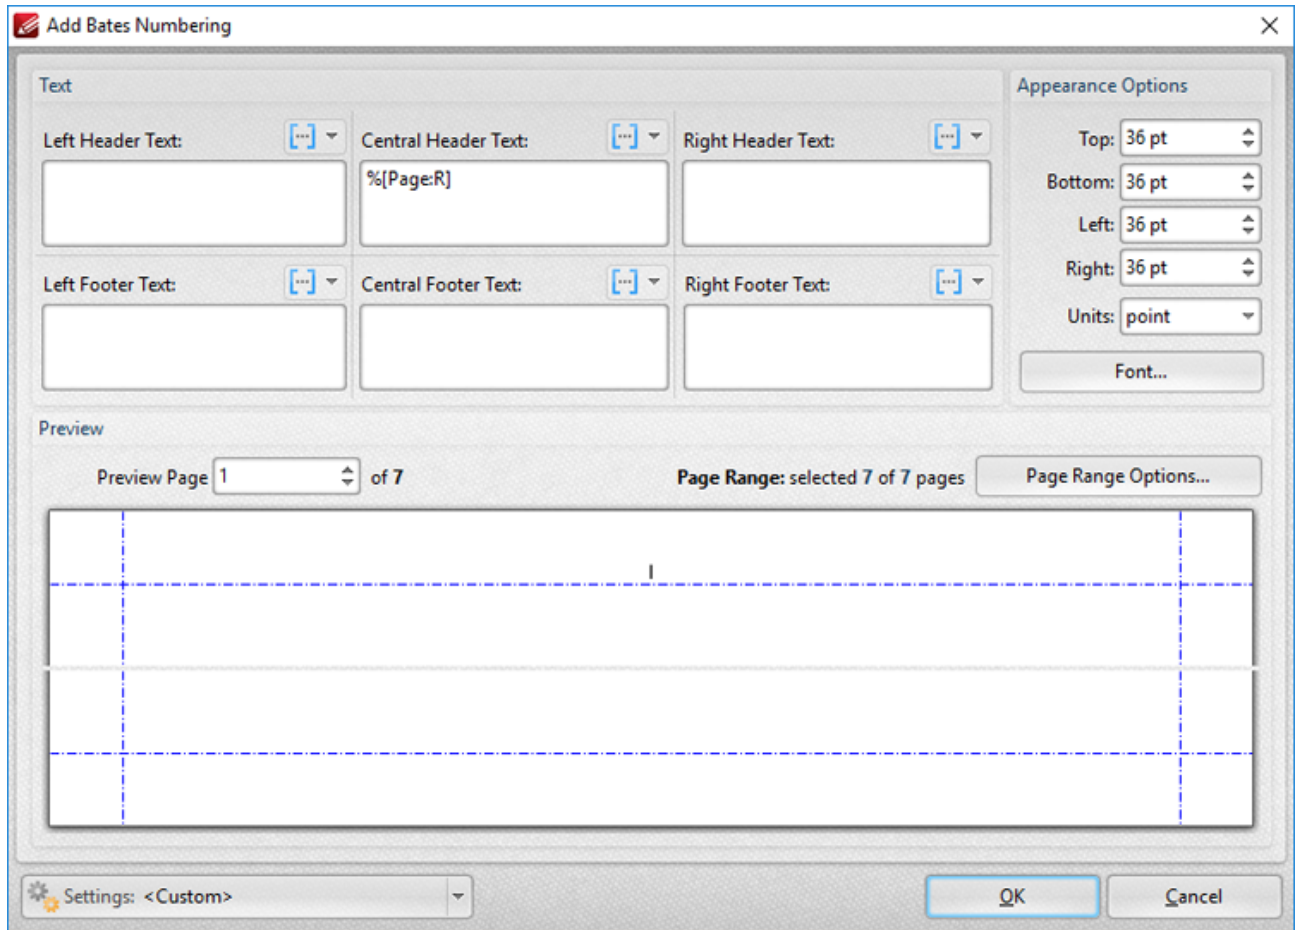 Add Bates Numbering
Text
Appearance Options
Left Header Text: Central Header Text: Right Header Text:
%[Page:R]
Left Footer Text: Central Footer Text: Right Footer Text:
Top: 36 pt
Bottom: 36 pt
Left: 36 pt
Right: 36 pt
Units: point
Font...
Preview
Preview Page 1 of 7 Page Range: selected 7 of 7 pages Page Range Options...
I
Settings: <Custom> OK Cancel